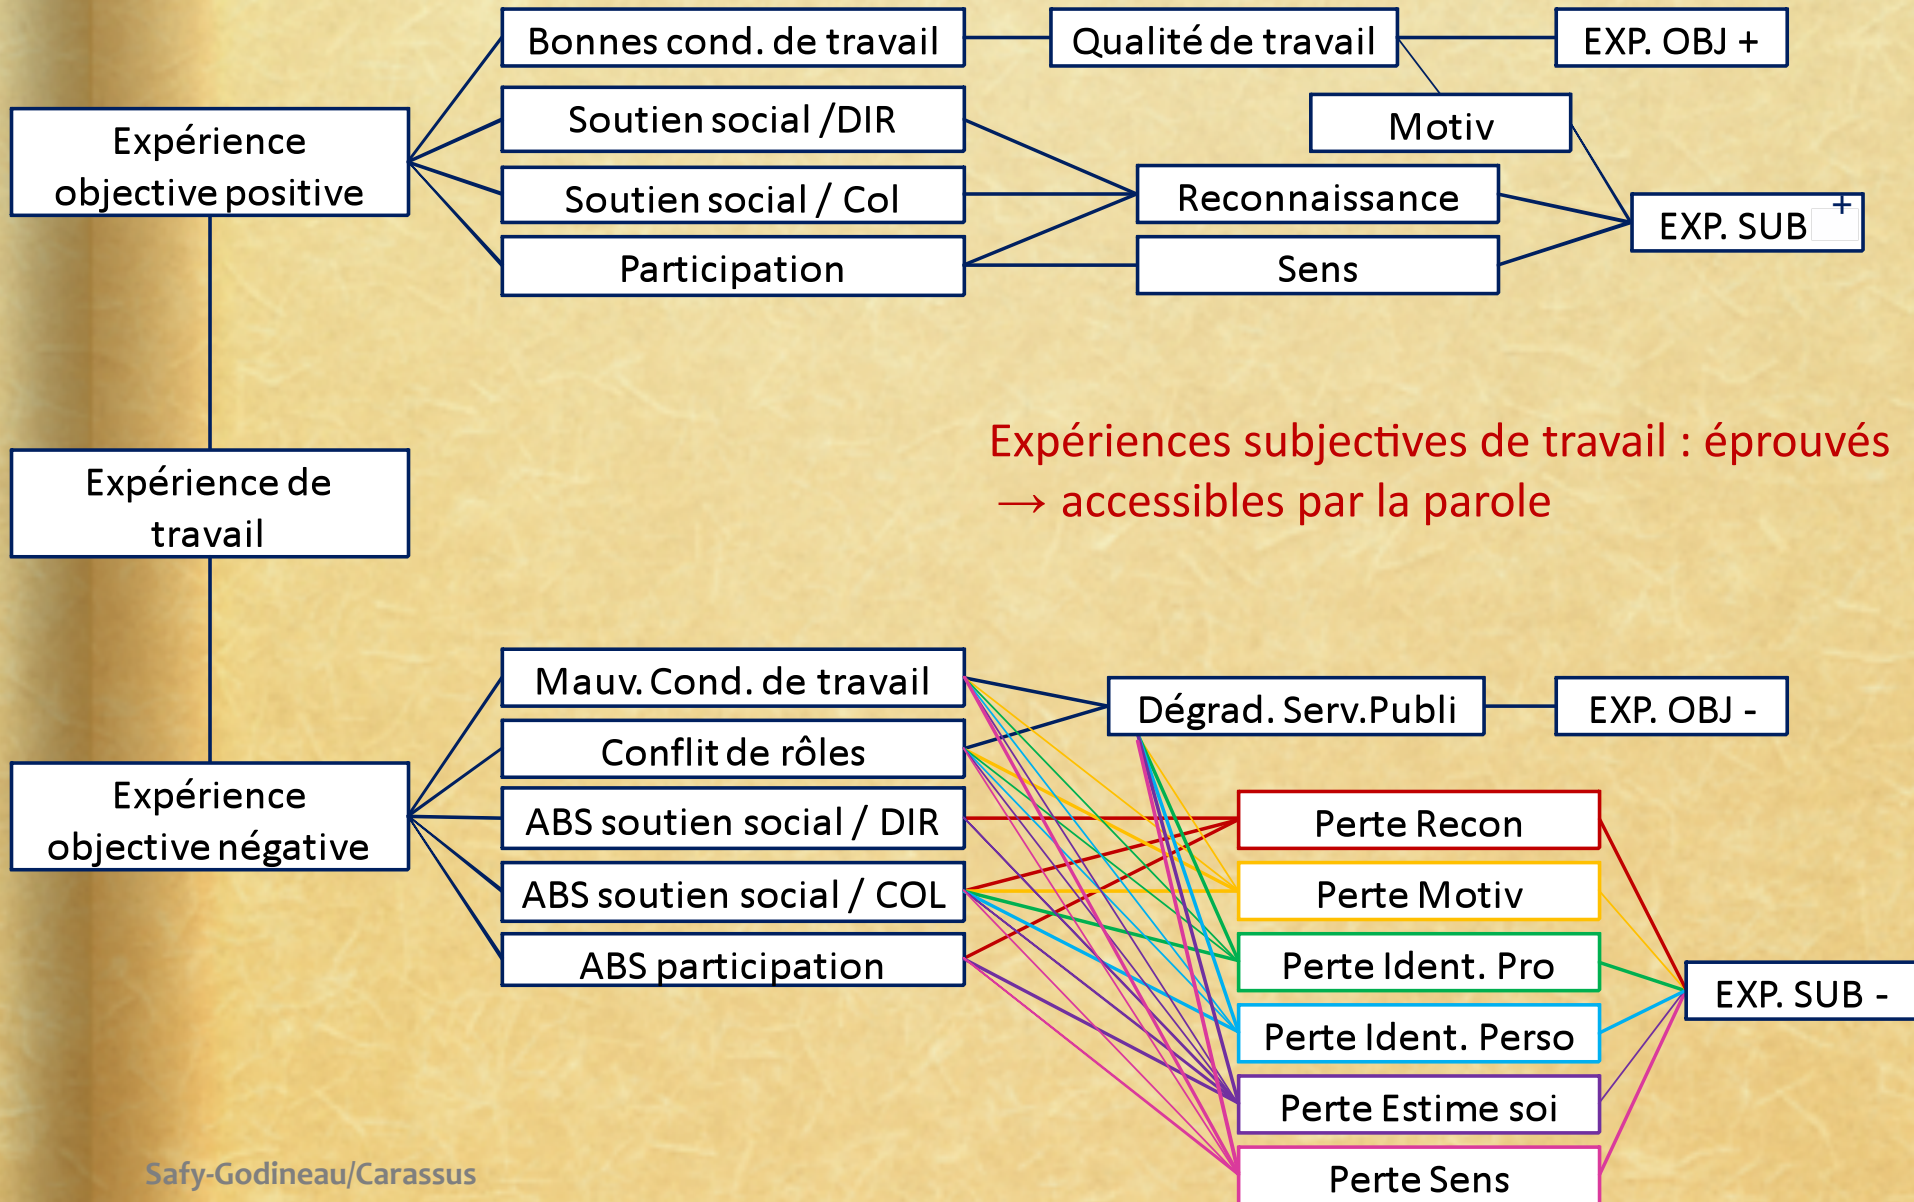 Bonnes cond. de travail
Qualité de travail
EXP. OBJ +
Soutien social /DIR
Motiv
Expérience
objective positive
Soutien social / Col
Reconnaissance
EXP. SUB +
Participation
Sens
Expériences subjectives de travail : éprouvés
→ accessibles par la parole
Expérience de
travail
Mauv. Cond. de travail
Dégrad. Serv.Publi
EXP. OBJ -
Conflit de rôles
Expérience
objective négative
ABS soutien social / DIR
Perte Recon
ABS soutien social / COL
Perte Motiv
ABS participation
Perte Ident. Pro
EXP. SUB -
Perte Ident. Perso
Perte Estime soi
Perte Sens
Safy-Godineau/Carassus